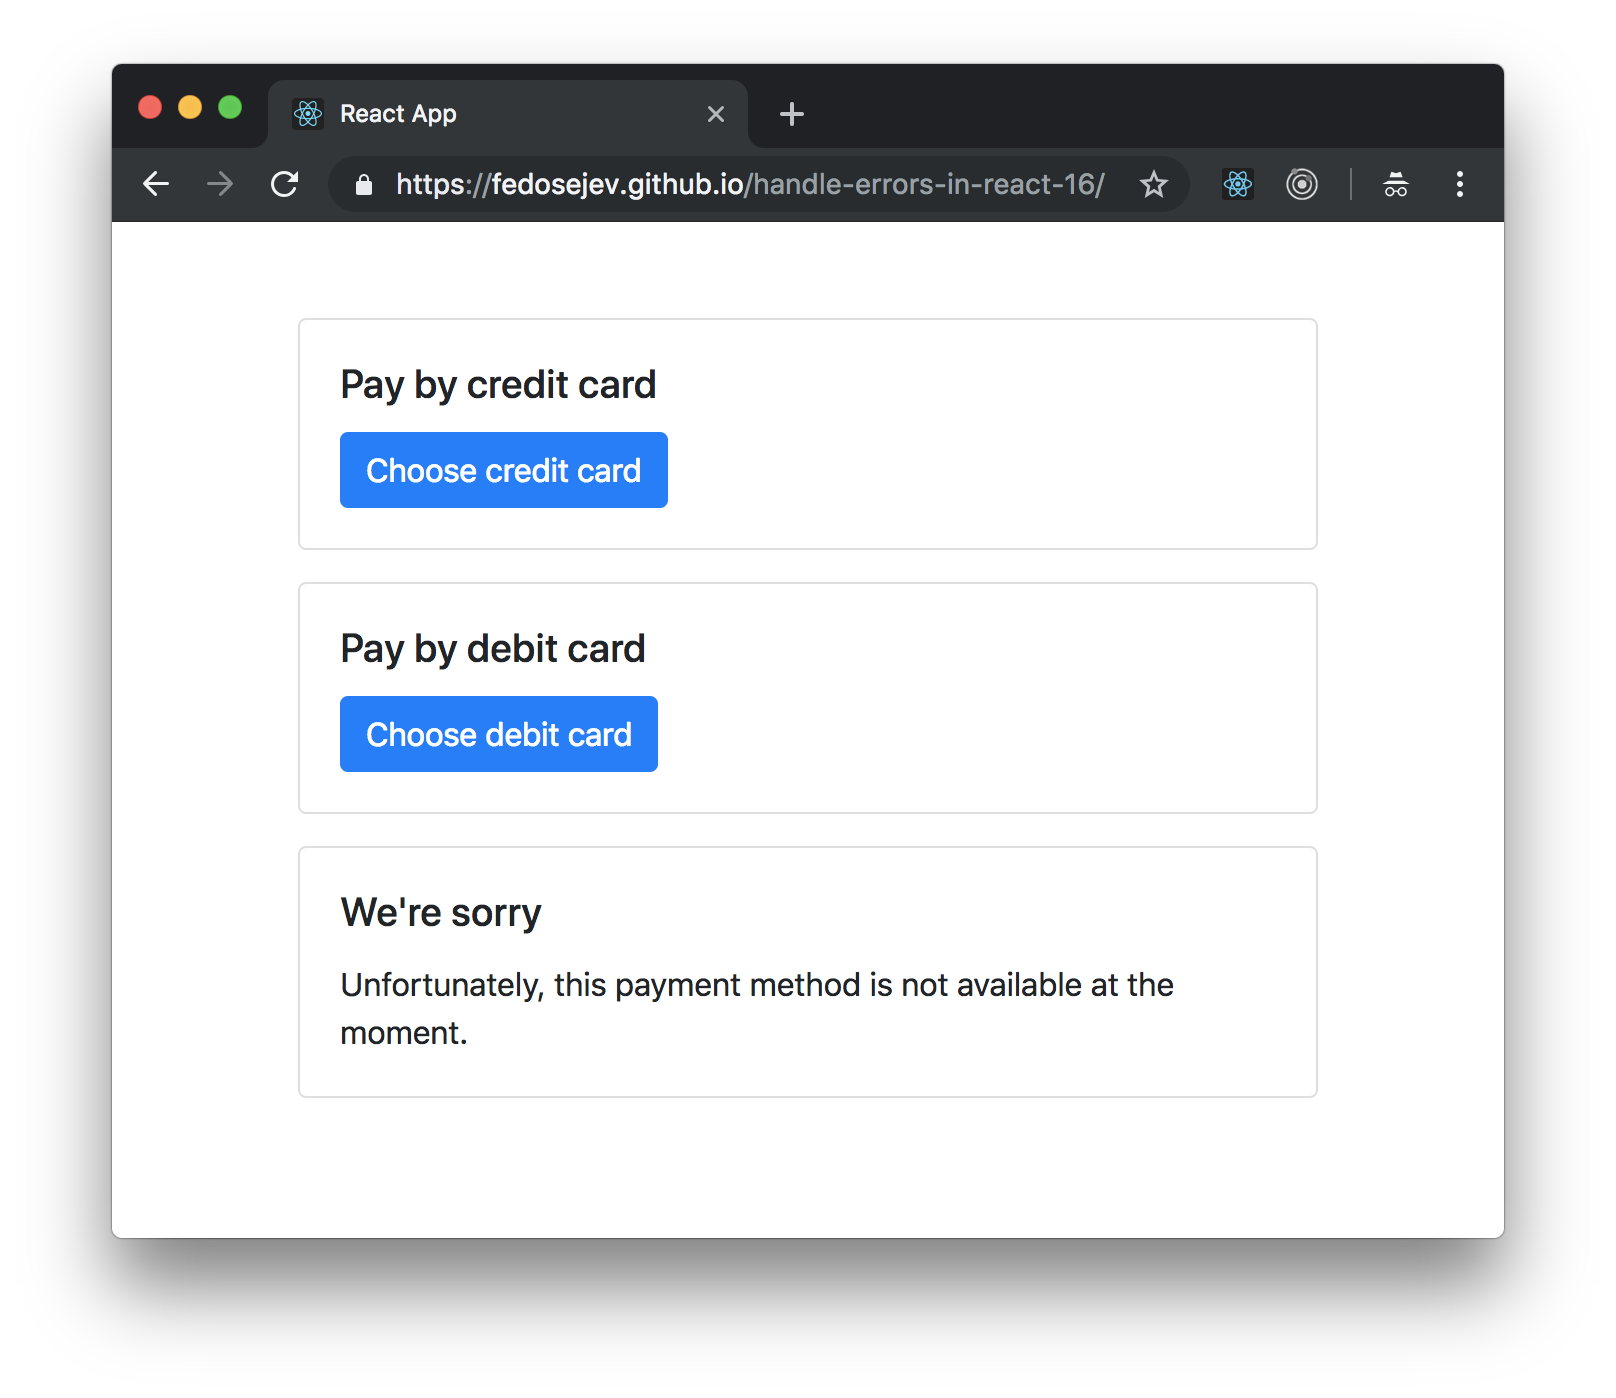 React App
https://fedosejev.github.io/handle-errors-in-react-16/
Pay by credit card
Choose credit card
Pay by debit card
Choose debit card
We're sorry
Unfortunately, this payment method is not available at the
moment.